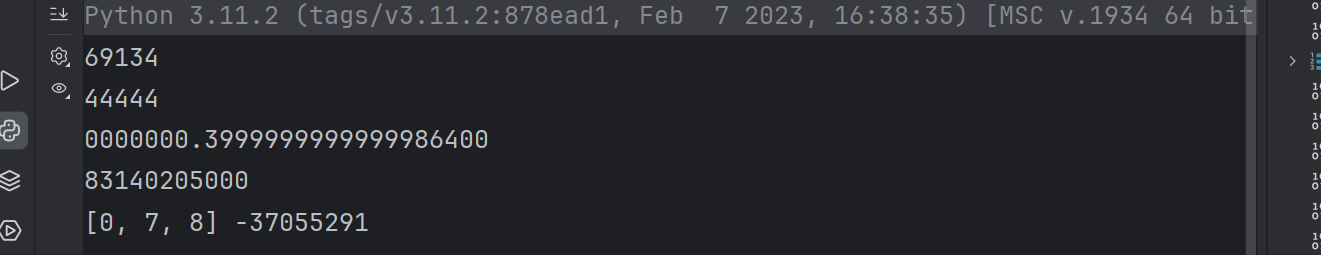 Python 3.11.2 (tags/v3.11.2:878ead1, Feb  7 2023, 16:38:35) [MSC v.1934 64 bit
69134
44444
0000000.3999999999999986400
83140205000
[0, 7, 8] -37055291